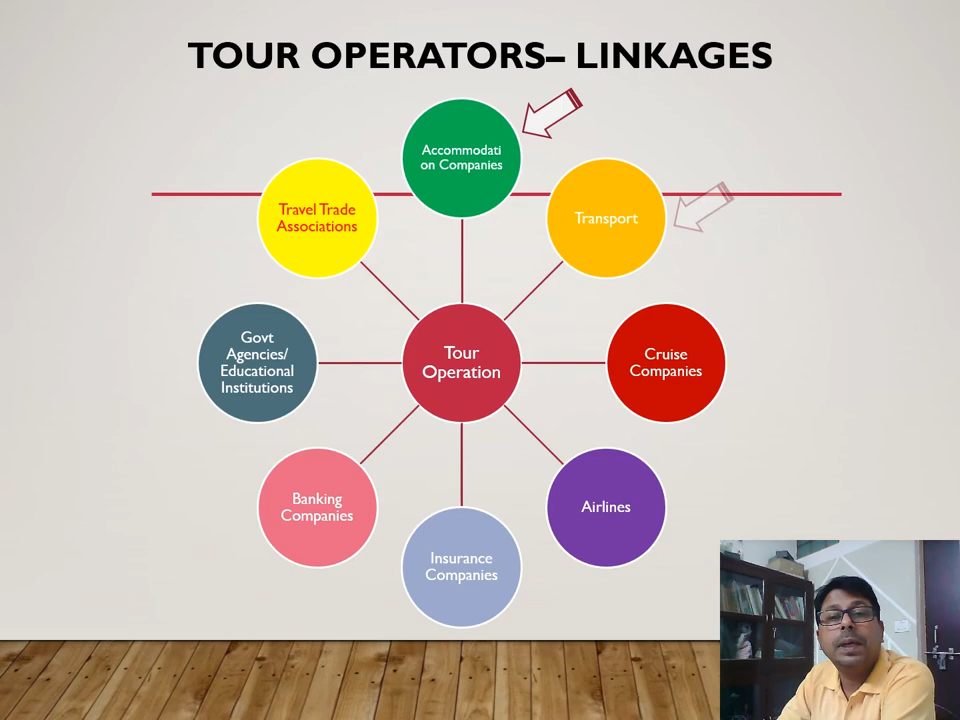 TOUR OPERATORS– LINKAGES
Accommodati
on Companies
Travel Trade
Associations
Transport
Govt
Agencies/
Educational
Institutions
Tour
Operation
Cruise
Companies
Banking
Companies
Airlines
Insurance
Companies